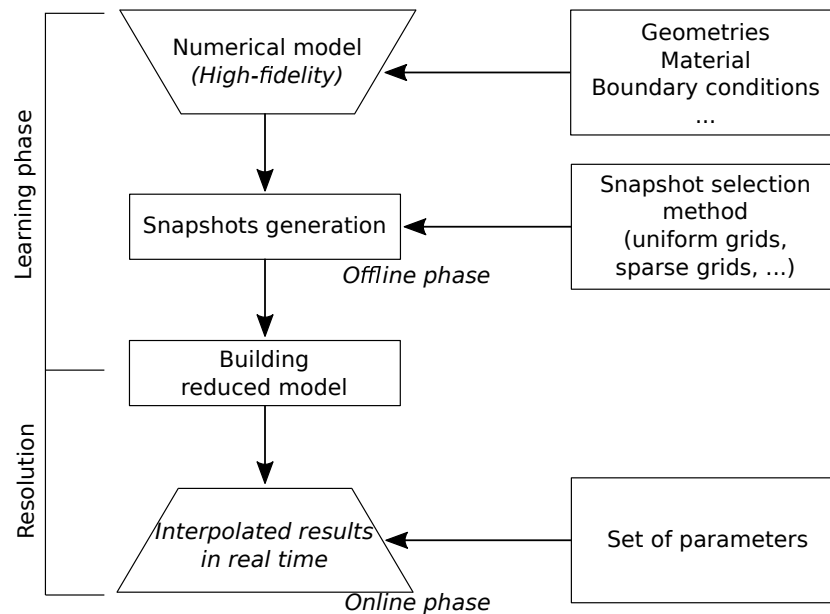 Numerical model
(High-fidelity)
Geometries
Material
Boundary conditions
...
Learning phase
Snapshots generation
Snapshot selection
method
(uniform grids,
sparse grids, ...)
Offline phase
Building
reduced model
Resolution
Interpolated results
in real time
Set of parameters
Online phase